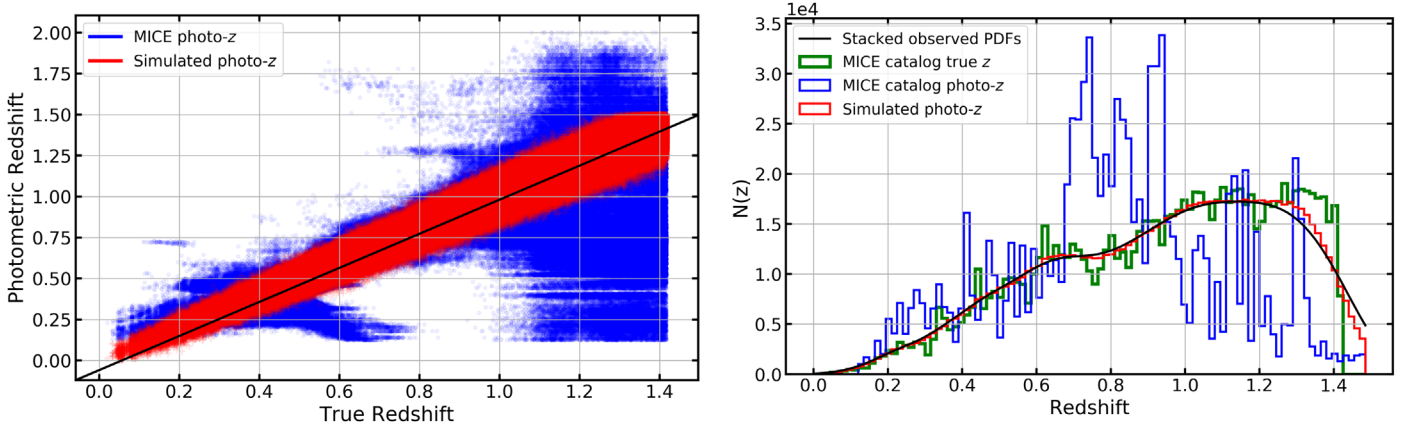 2.00
1.75
1.50
1.25
1.00
0.75
0.50
0.25
0.00
Photometric Redshift
MICE photo-z
Simulated photo-z
0.0 0.2 0.4 0.6 0.8 1.0 1.2 1.4
True Redshift
1e4
3.5
3.0
2.5
2.0
1.5
1.0
0.5
0.0
N(z)
Stacked observed PDFs
MICE catalog true z
MICE catalog photo-z
Simulated photo-z
0.0 0.2 0.4 0.6 0.8 1.0 1.2 1.4
Redshift